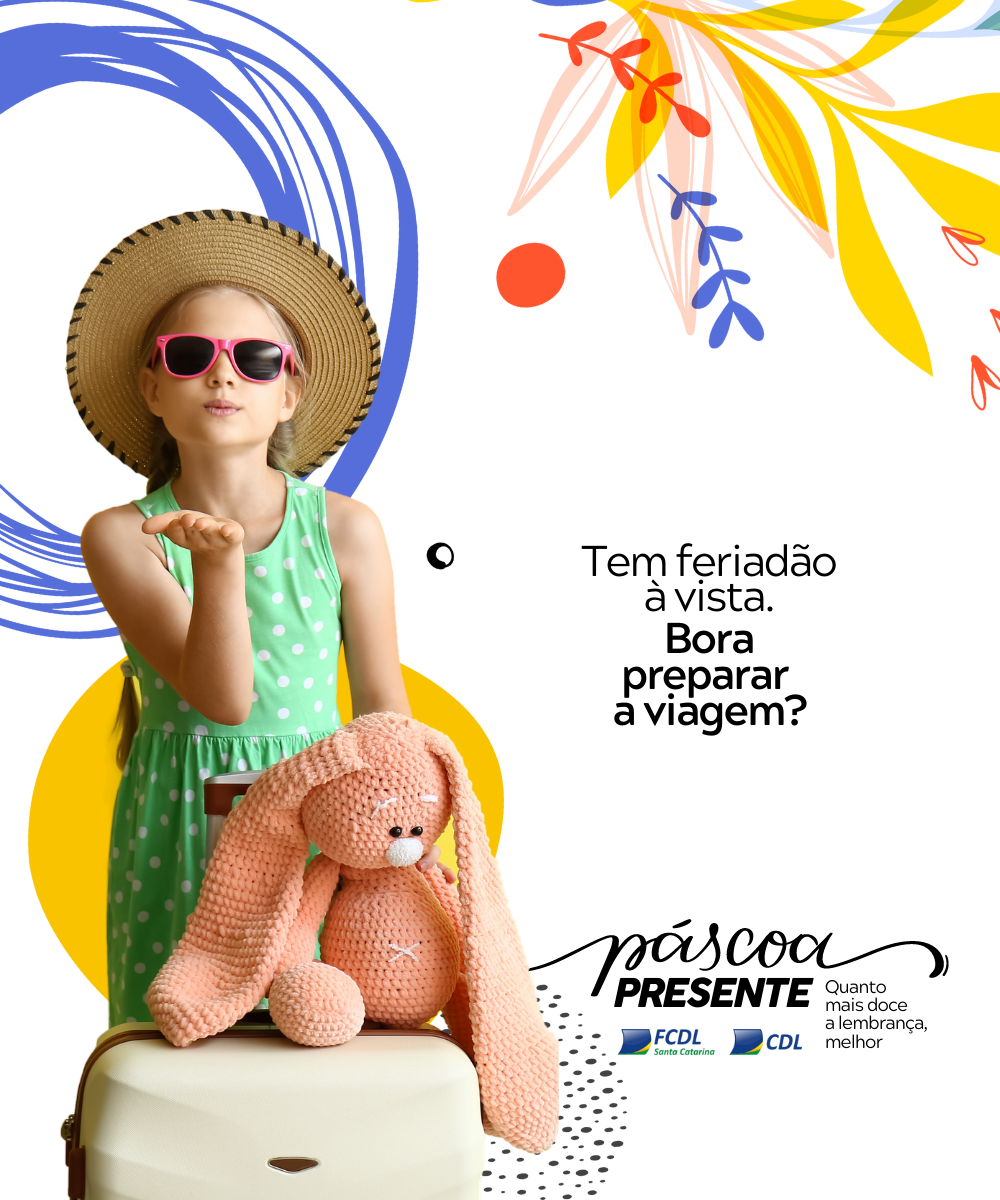 Tem feriadão
à vista.
Bora
preparar
a viagem?
páscoa
PRESENTE
Quanto
mais doce
a lembrança,
melhor
FCDL
Santa Catarina
CDL